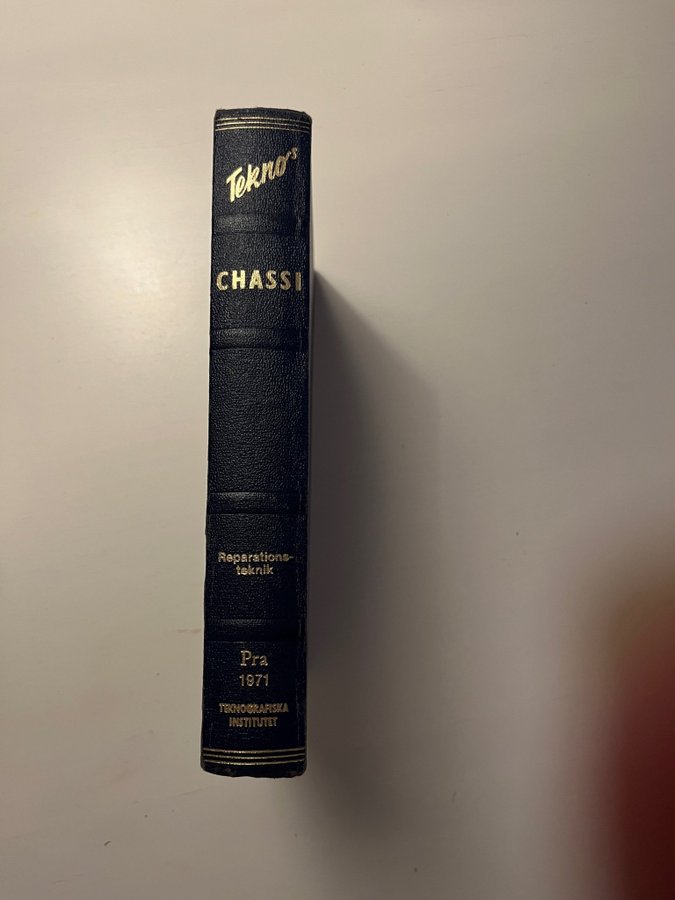 Tekno's
CHASSI
Reparations-
teknik
Pra
1971
TEKNOGRAFISKA
INSTITUTET